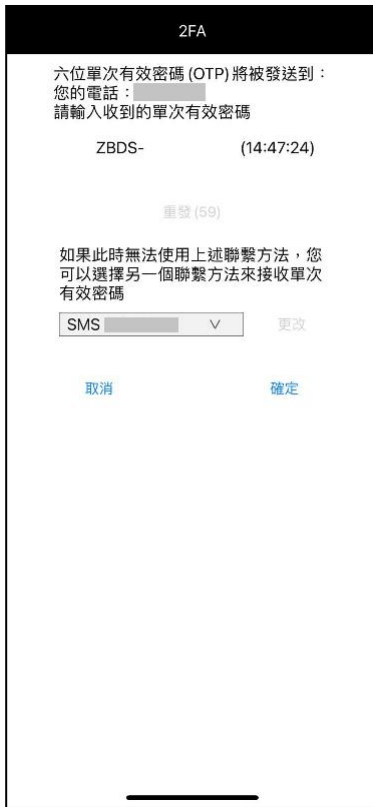 2FA
六位單次有效密碼 (OTP) 將被發送到：
您的電話：
請輸入收到的單次有效密碼
ZBDS- (14:47:24)
重發 (59)
如果此時無法使用上述聯繫方法，您
可以選擇另一個聯繫方法來接收單次
有效密碼
SMS 更改
取消 確定